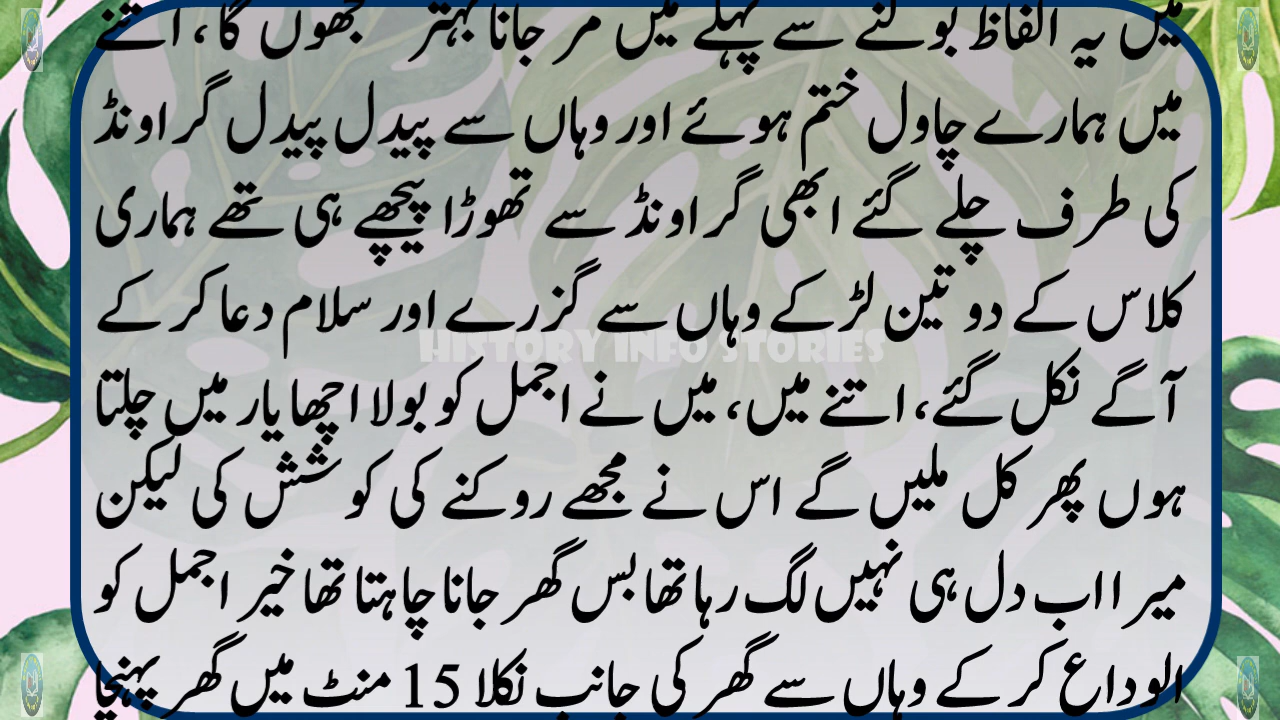 میں یہ الفاظ بولنے سے پہلے میں مر جانا بہتر سمجھوں گا، اتنے
میں ہمارے چاول ختم ہوئے اور وہاں سے پیدل پیدل گراونڈ
کی طرف چلے گئے ابھی گراونڈ سے تھوڑا پیچھے ہی تھے ہماری
کلاس کے دو تین لڑکے وہاں سے گزرے اور سلام دعا کر کے
HISTORY INFO STORIES
آگے نکل گئے، اتنے میں، میں نے اجمل کو بولا اچھا یار میں چلتا
ہوں پھر کل ملیں گے اس نے مجھے روکنے کی کوشش کی لیکن
میرا اب دل ہی نہیں لگ رہا تھا بس گھر جانا چاہتا تھا خیر اجمل کو
الوداع کر کے وہاں سے گھر کی جانب نکلا 15 منٹ میں گھر پہنچا